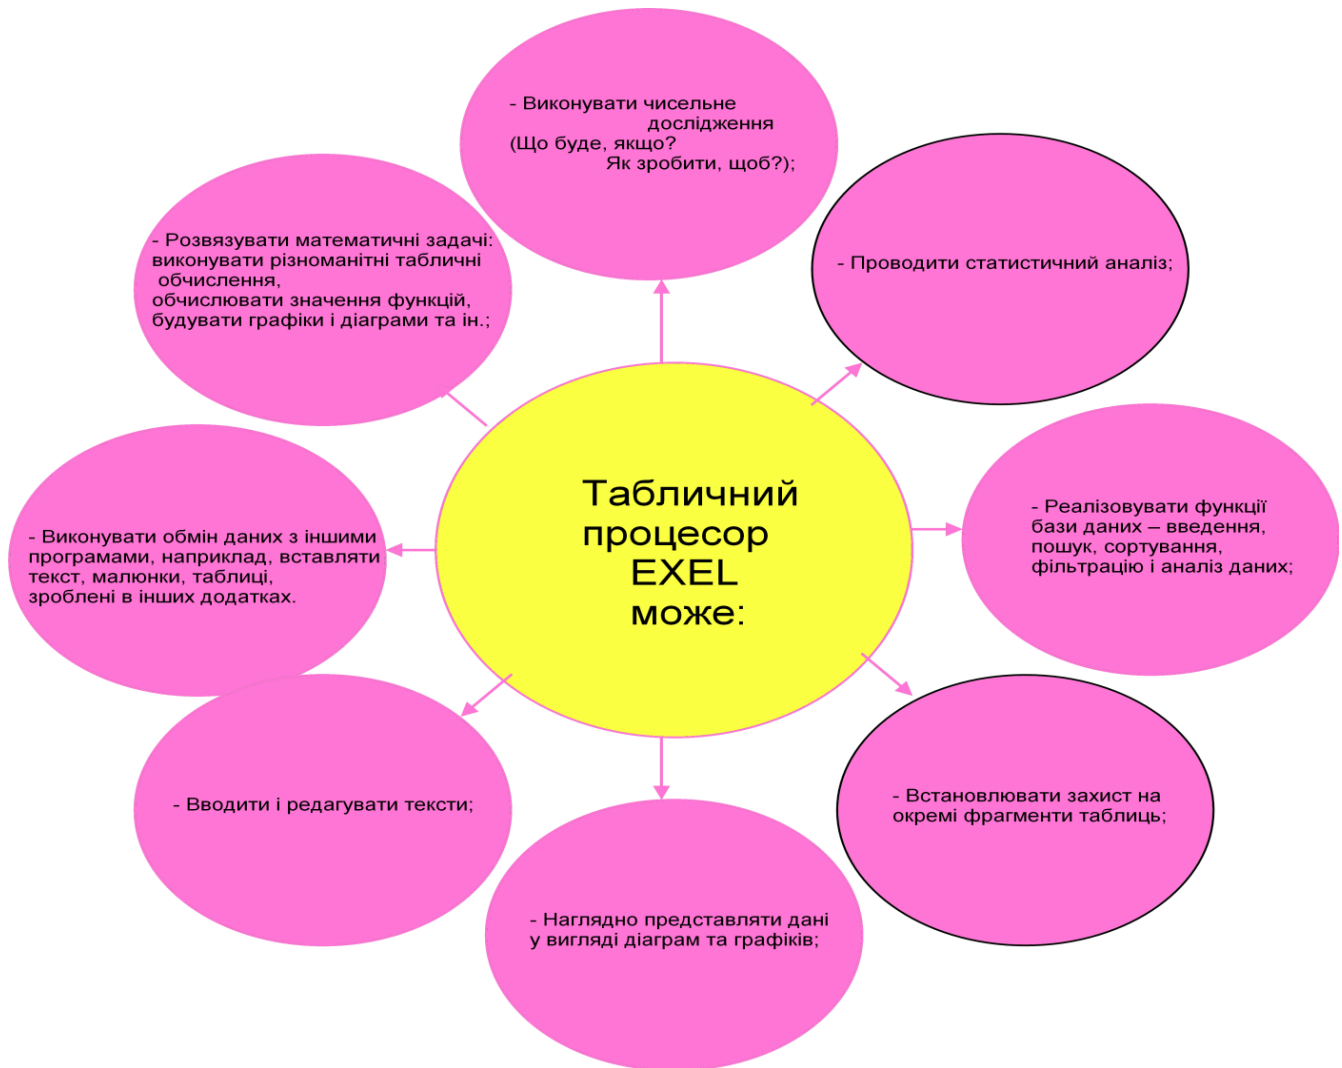 - Виконувати чисельне
дослідження
(Що буде, якщо?
Як зробити, щоб?);
- Розвязувати математичні задачі:
виконувати різноманітні табличні
обчислення,
обчислювати значення функцій,
будувати графіки і діаграми та ін.;
- Проводити статистичний аналіз;
Табличний
процесор
EXEL
може:
- Виконувати обмін даних з іншими
програмами, наприклад, вставляти
текст, малюнки, таблиці,
зроблені в інших додатках.
- Реалізовувати функції
бази даних – введення,
пошук, сортування,
фільтрацію і аналіз даних;
- Вводити і редагувати тексти;
- Встановлювати захист на
окремі фрагменти таблиць;
- Наглядно представляти дані
у вигляді діаграм та графіків;